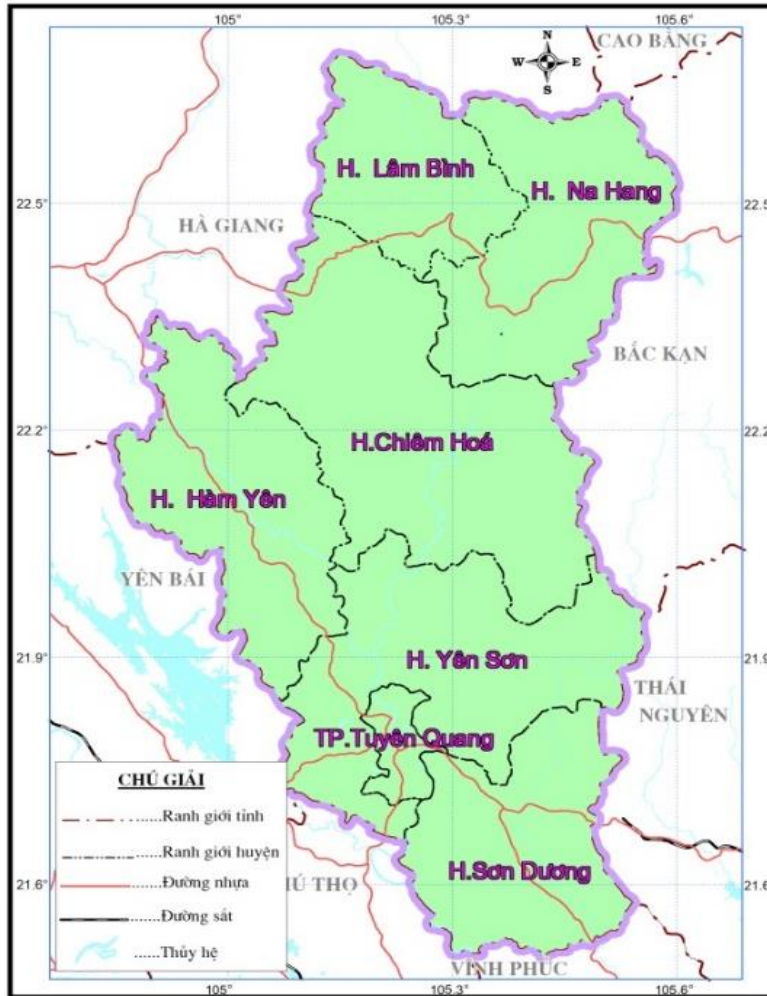 105°
105.3°
105.6°
CAO BẰNG
N
W
E
S
H. Lâm Bình
H. Na Hang
22.5°
22.5°
HÀ GIANG
BẮC KẠN
22.2°
22.2°
H.Chiêm Hoá
H. Hàm Yên
YÊN BÁI
21.9°
21.9°
H. Yên Sơn
THÁI
NGUYÊN
TP.Tuyên Quang
CHÚ GIẢI
Ranh giới tỉnh
Ranh giới huyện
Đường nhựa
Đường sắt
Thủy hệ
HÚ THỌ
H.Sơn Dương
21.6°
21.6°
VĨNH PHÚC
105°
105.3°
105.6°